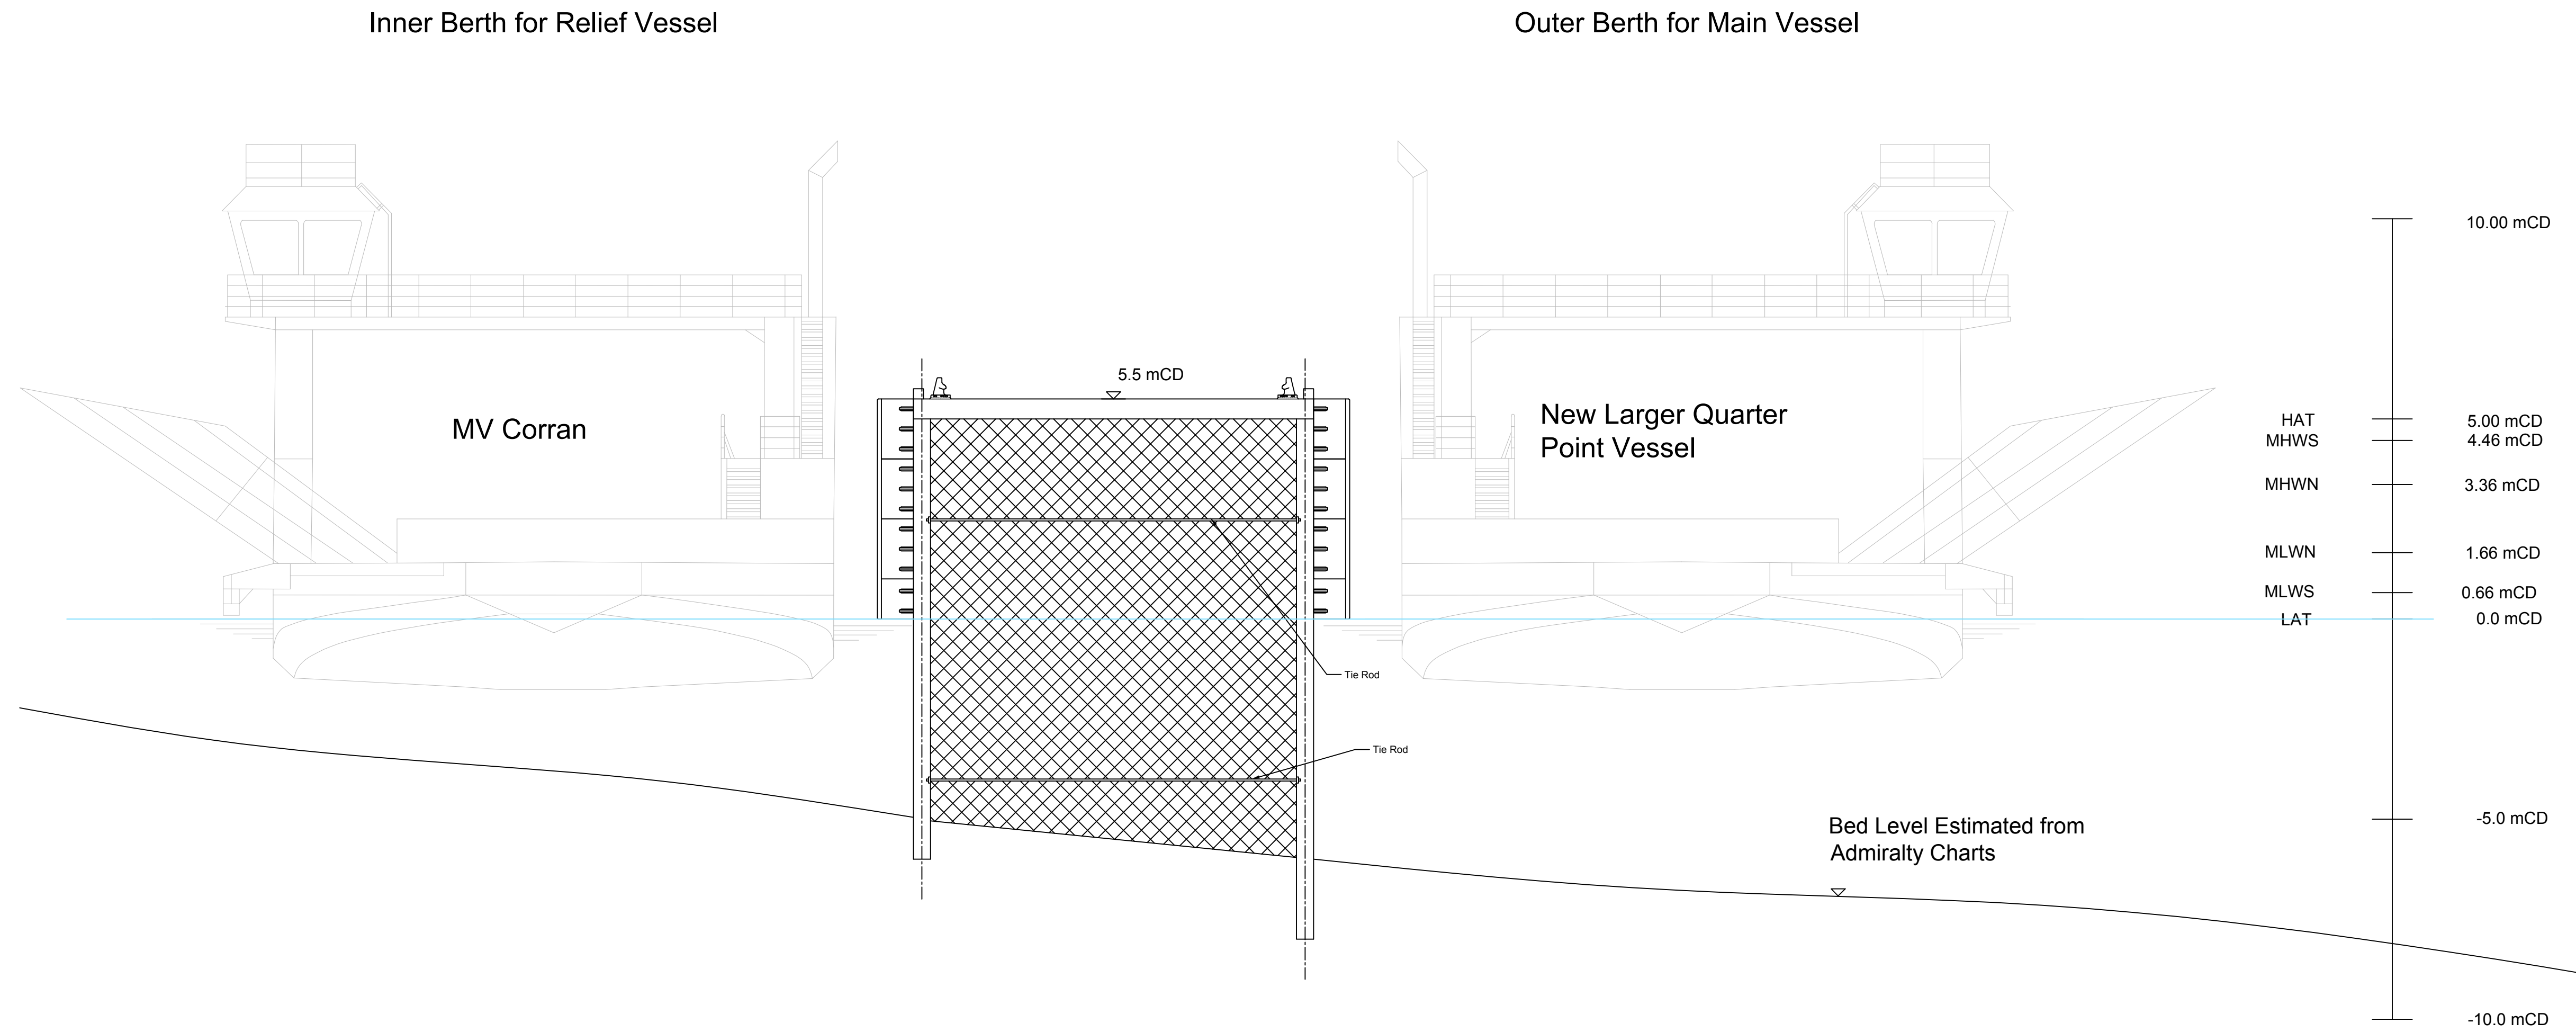 Inner Berth for Relief Vessel
Outer Berth for Main Vessel
10.00 mCD
5.5 mCD
MV Corran
New Larger Quarter
Point Vessel
HAT 5.00 mCD
MHWS 4.46 mCD
MHWN 3.36 mCD
MLWN 1.66 mCD
MLWS 0.66 mCD
LAT 0.0 mCD
Tie Rod
Tie Rod
-5.0 mCD
Bed Level Estimated from
Admiralty Charts
-10.0 mCD